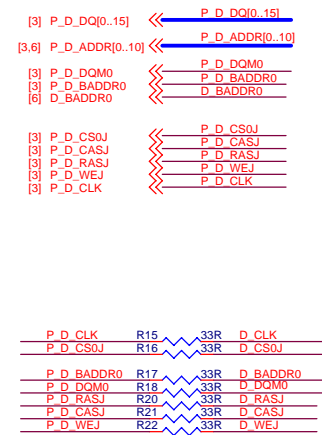 [3] P_D_DQ[0..15] P_D_DQ[0..15]
[3,6] P_D_ADDR[0..10] P_D_ADDR[0..10]
[3] P_D_DQM0 P_D_DQM0
[3] P_D_BADDR0 P_D_BADDR0
[6] D_BADDR0 D_BADDR0
[3] P_D_CS0J P_D_CS0J
[3] P_D_CASJ P_D_CASJ
[3] P_D_RASJ P_D_RASJ
[3] P_D_WEJ P_D_WEJ
[3] P_D_CLK P_D_CLK
P_D_CLK R15 33R D_CLK
P_D_CS0J R16 33R D_CS0J
P_D_BADDR0 R17 33R D_BADDR0
P_D_DQM0 R18 33R D_DQM0
P_D_RASJ R20 33R D_RASJ
P_D_CASJ R21 33R D_CASJ
P_D_WEJ R22 33R D_WEJ